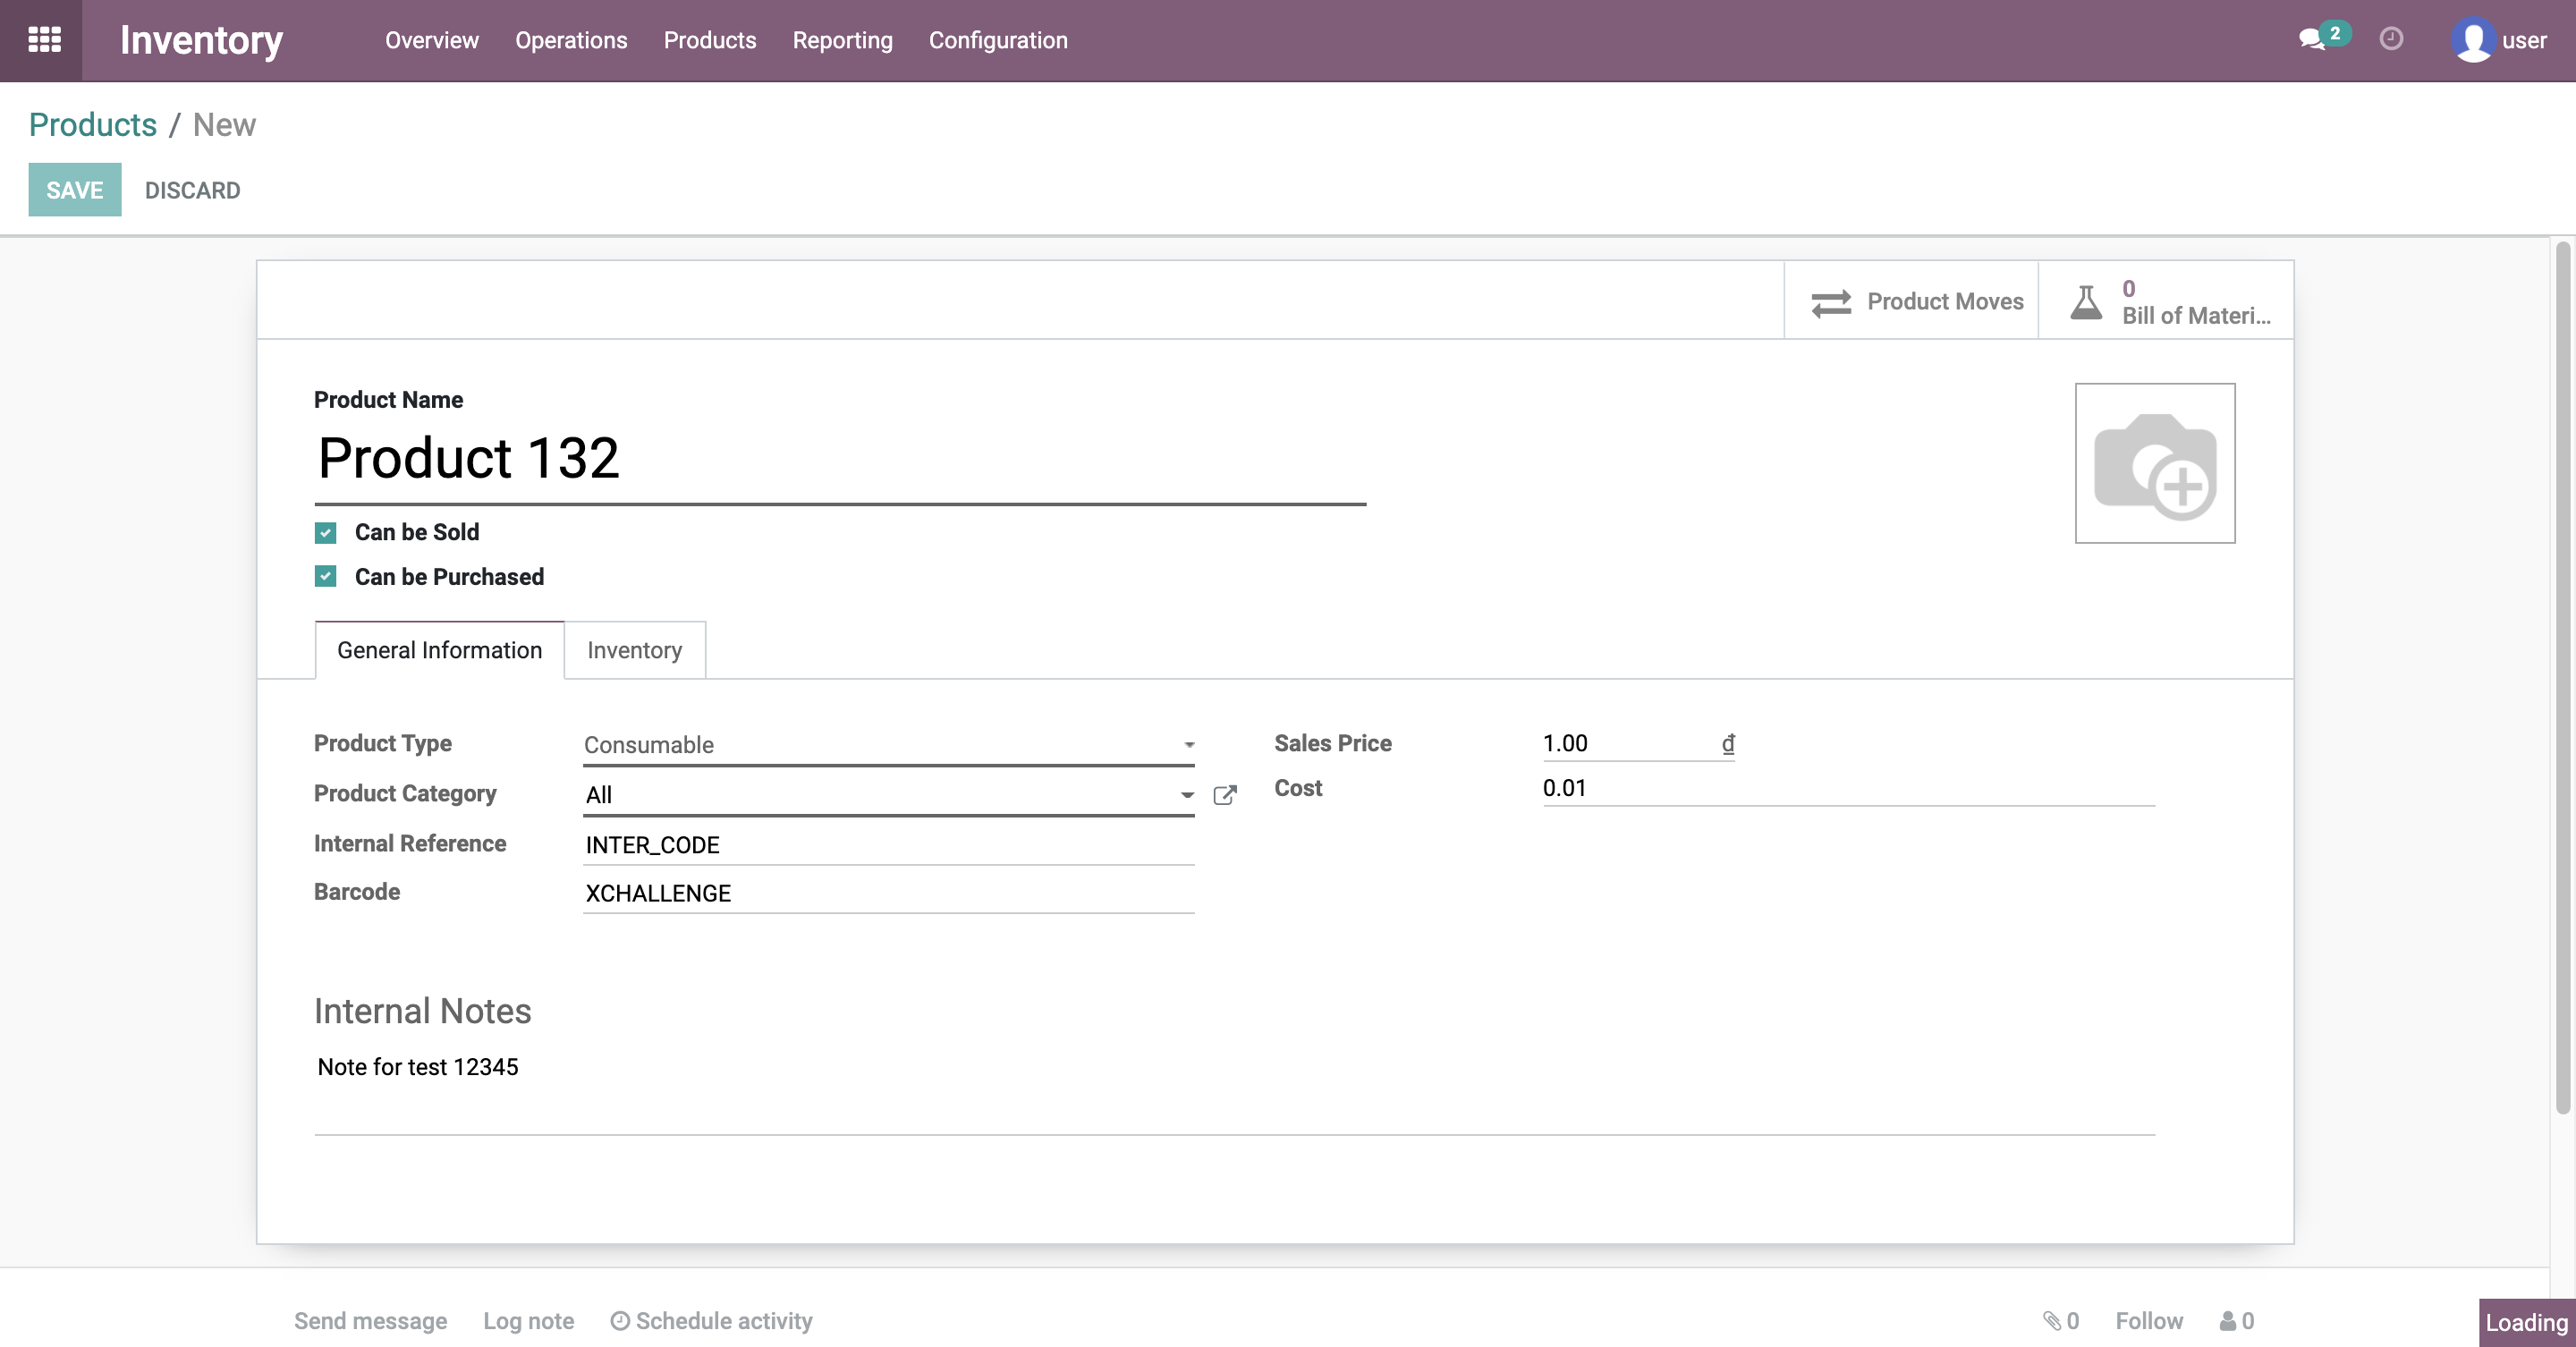 Inventory Overview Operations Products Reporting Configuration 2 user
Products / New
SAVE DISCARD
Product Moves
0
Bill of Materi...
Product Name
Product 132
Can be Sold
Can be Purchased
General Information Inventory
Product Type Consumable
Sales Price 1.00 ₫
Product Category All
Cost 0.01
Internal Reference INTER_CODE
Barcode XCHALLENGE
Internal Notes
Note for test 12345
Send message Log note Schedule activity 0 Follow 0
Loading